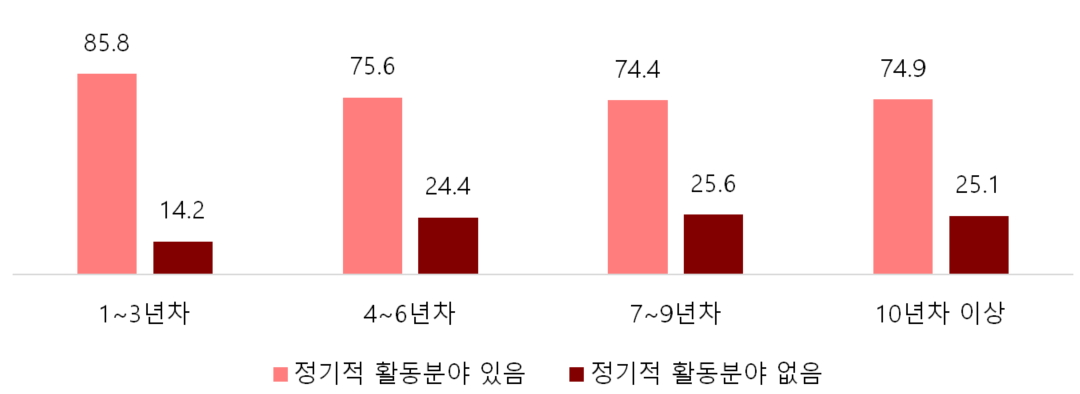 85.8
75.6
74.4
74.9
14.2
24.4
25.6
25.1
1~3년차
4~6년차
7~9년차
10년차 이상
정기적 활동분야 있음
정기적 활동분야 없음